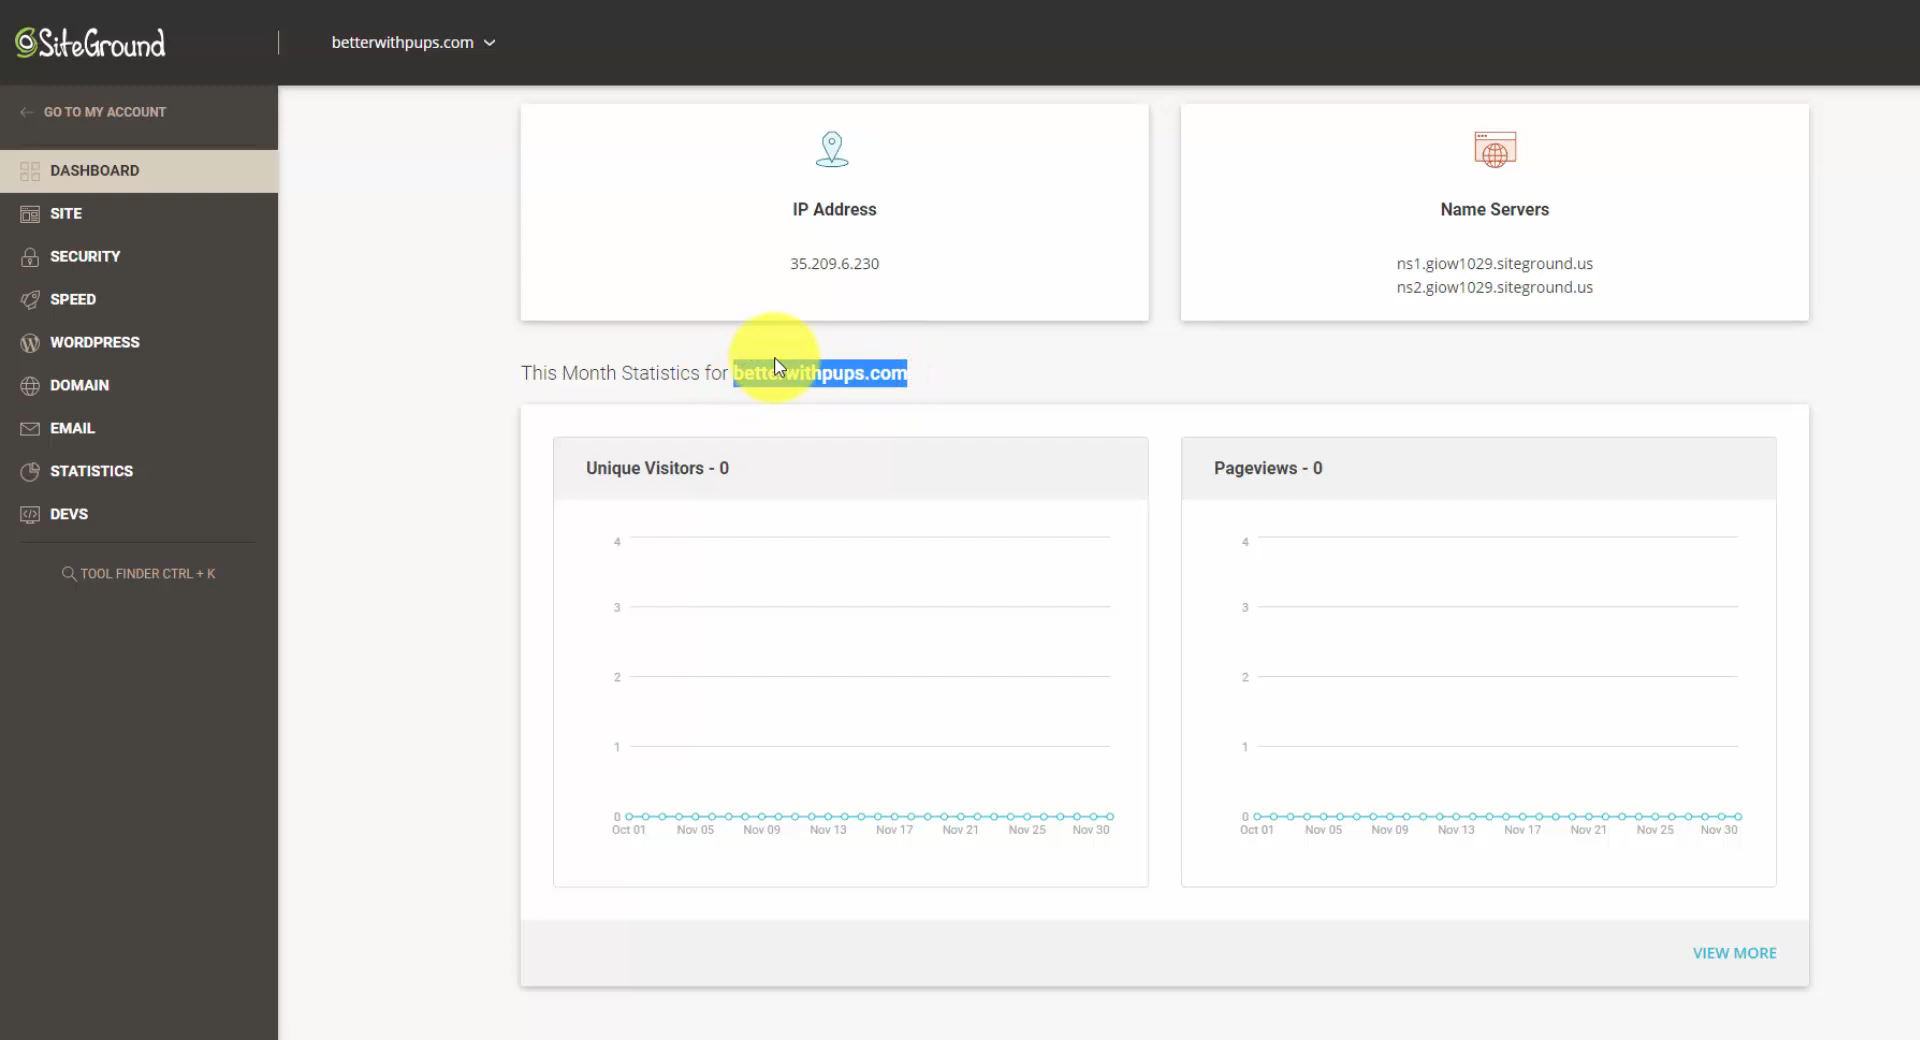 SiteGround
betterwithpups.com
GO TO MY ACCOUNT
DASHBOARD
SITE
SECURITY
SPEED
WORDPRESS
DOMAIN
EMAIL
STATISTICS
DEVS
TOOL FINDER CTRL + K
IP Address
35.209.6.230
Name Servers
ns1.giow1029.siteground.us
ns2.giow1029.siteground.us
This Month Statistics for betterwithpups.com
Unique Visitors - 0
4
3
2
1
0
Oct 01 Nov 05 Nov 09 Nov 13 Nov 17 Nov 21 Nov 25 Nov 30
Pageviews - 0
4
3
2
1
0
Oct 01 Nov 05 Nov 09 Nov 13 Nov 17 Nov 21 Nov 25 Nov 30
VIEW MORE